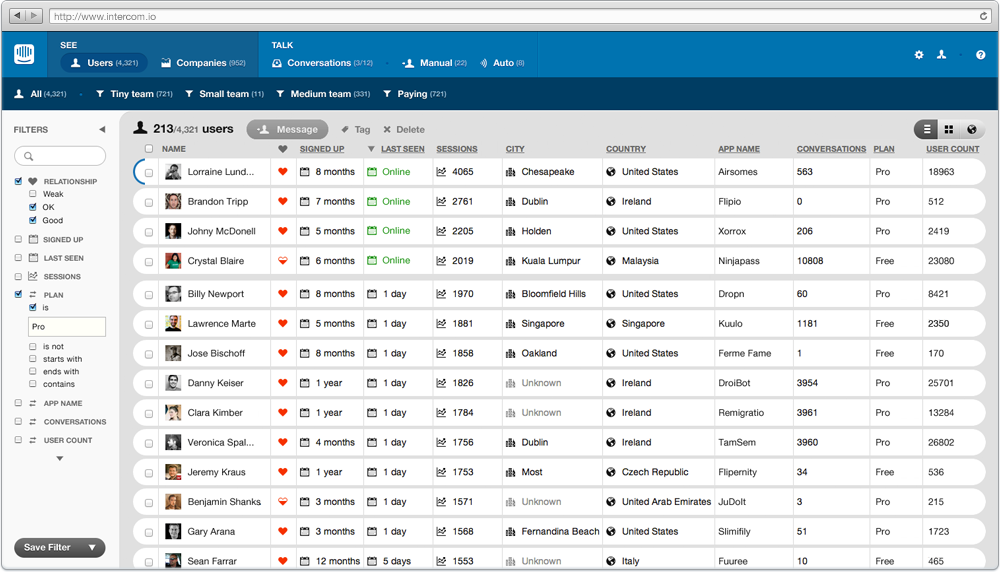 http://www.intercom.io
SEE
Users (4,321)
Companies (952)
TALK
Conversations (3/12)
Manual (22)
Auto (8)
All (4,321)
Tiny team (721)
Small team (11)
Medium team (331)
Paying (721)
FILTERS
213/4,321 users
Message
Tag
Delete
NAME SIGNED UP LAST SEEN SESSIONS CITY COUNTRY APP NAME CONVERSATIONS PLAN USER COUNT
Lorraine Lund... 8 months Online 4065 Chesapeake United States Airsomes 563 Pro 18963
Brandon Tripp 7 months Online 2761 Dublin Ireland Flipio 0 Pro 512
Johny McDonell 5 months Online 2205 Holden United States Xorrox 206 Pro 2419
Crystal Blaire 6 months Online 2019 Kuala Lumpur Malaysia Ninjapass 10808 Free 23080
Billy Newport 8 months 1 day 1970 Bloomfield Hills United States Dropn 60 Pro 8421
Lawrence Marte 5 months 1 day 1881 Singapore Singapore Kuulo 1181 Free 2350
Jose Bischoff 8 months 1 day 1858 Oakland United States Ferme Fame 1 Free 170
Danny Keiser 1 year 1 day 1826 Unknown Ireland DroiBot 3954 Pro 25701
Clara Kimber 1 year 1 day 1784 Unknown Ireland Remigratio 3961 Pro 13284
Veronica Spal... 4 months 1 day 1756 Dublin Ireland TamSem 3960 Pro 26802
Jeremy Kraus 1 year 1 day 1753 Most Czech Republic Flipernity 34 Free 536
Benjamin Shanks 3 months 1 day 1571 Unknown United Arab Emirates JuDolt 3 Pro 215
Gary Arana 3 months 1 day 1568 Fernandina Beach United States Slimifily 51 Pro 1723
Sean Farrar 12 months 5 days 1553 Unknown Italy Fuuree 10 Free 465
RELATIONSHIP
Weak
OK
Good
SIGNED UP
LAST SEEN
SESSIONS
PLAN
is
Pro
is not
starts with
ends with
contains
APP NAME
CONVERSATIONS
USER COUNT
Save Filter